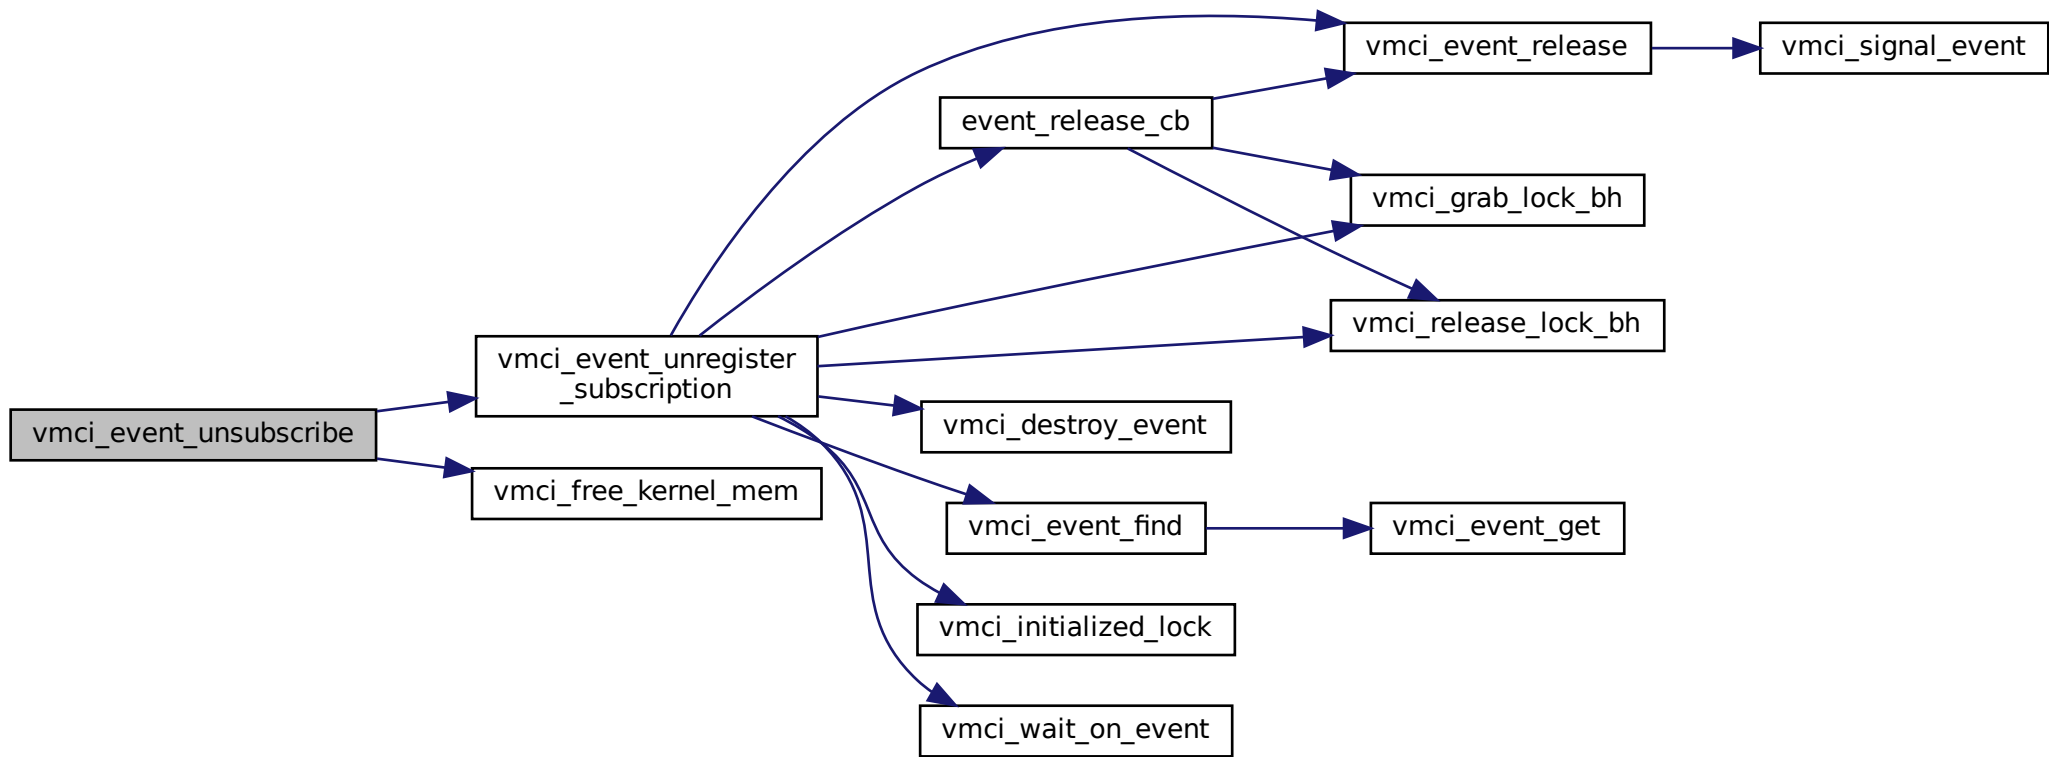 vmci_event_unsubscribe
vmci_event_unregister
_subscription
vmci_free_kernel_mem
event_release_cb
vmci_event_release
vmci_signal_event
vmci_grab_lock_bh
vmci_release_lock_bh
vmci_destroy_event
vmci_event_find
vmci_event_get
vmci_initialized_lock
vmci_wait_on_event